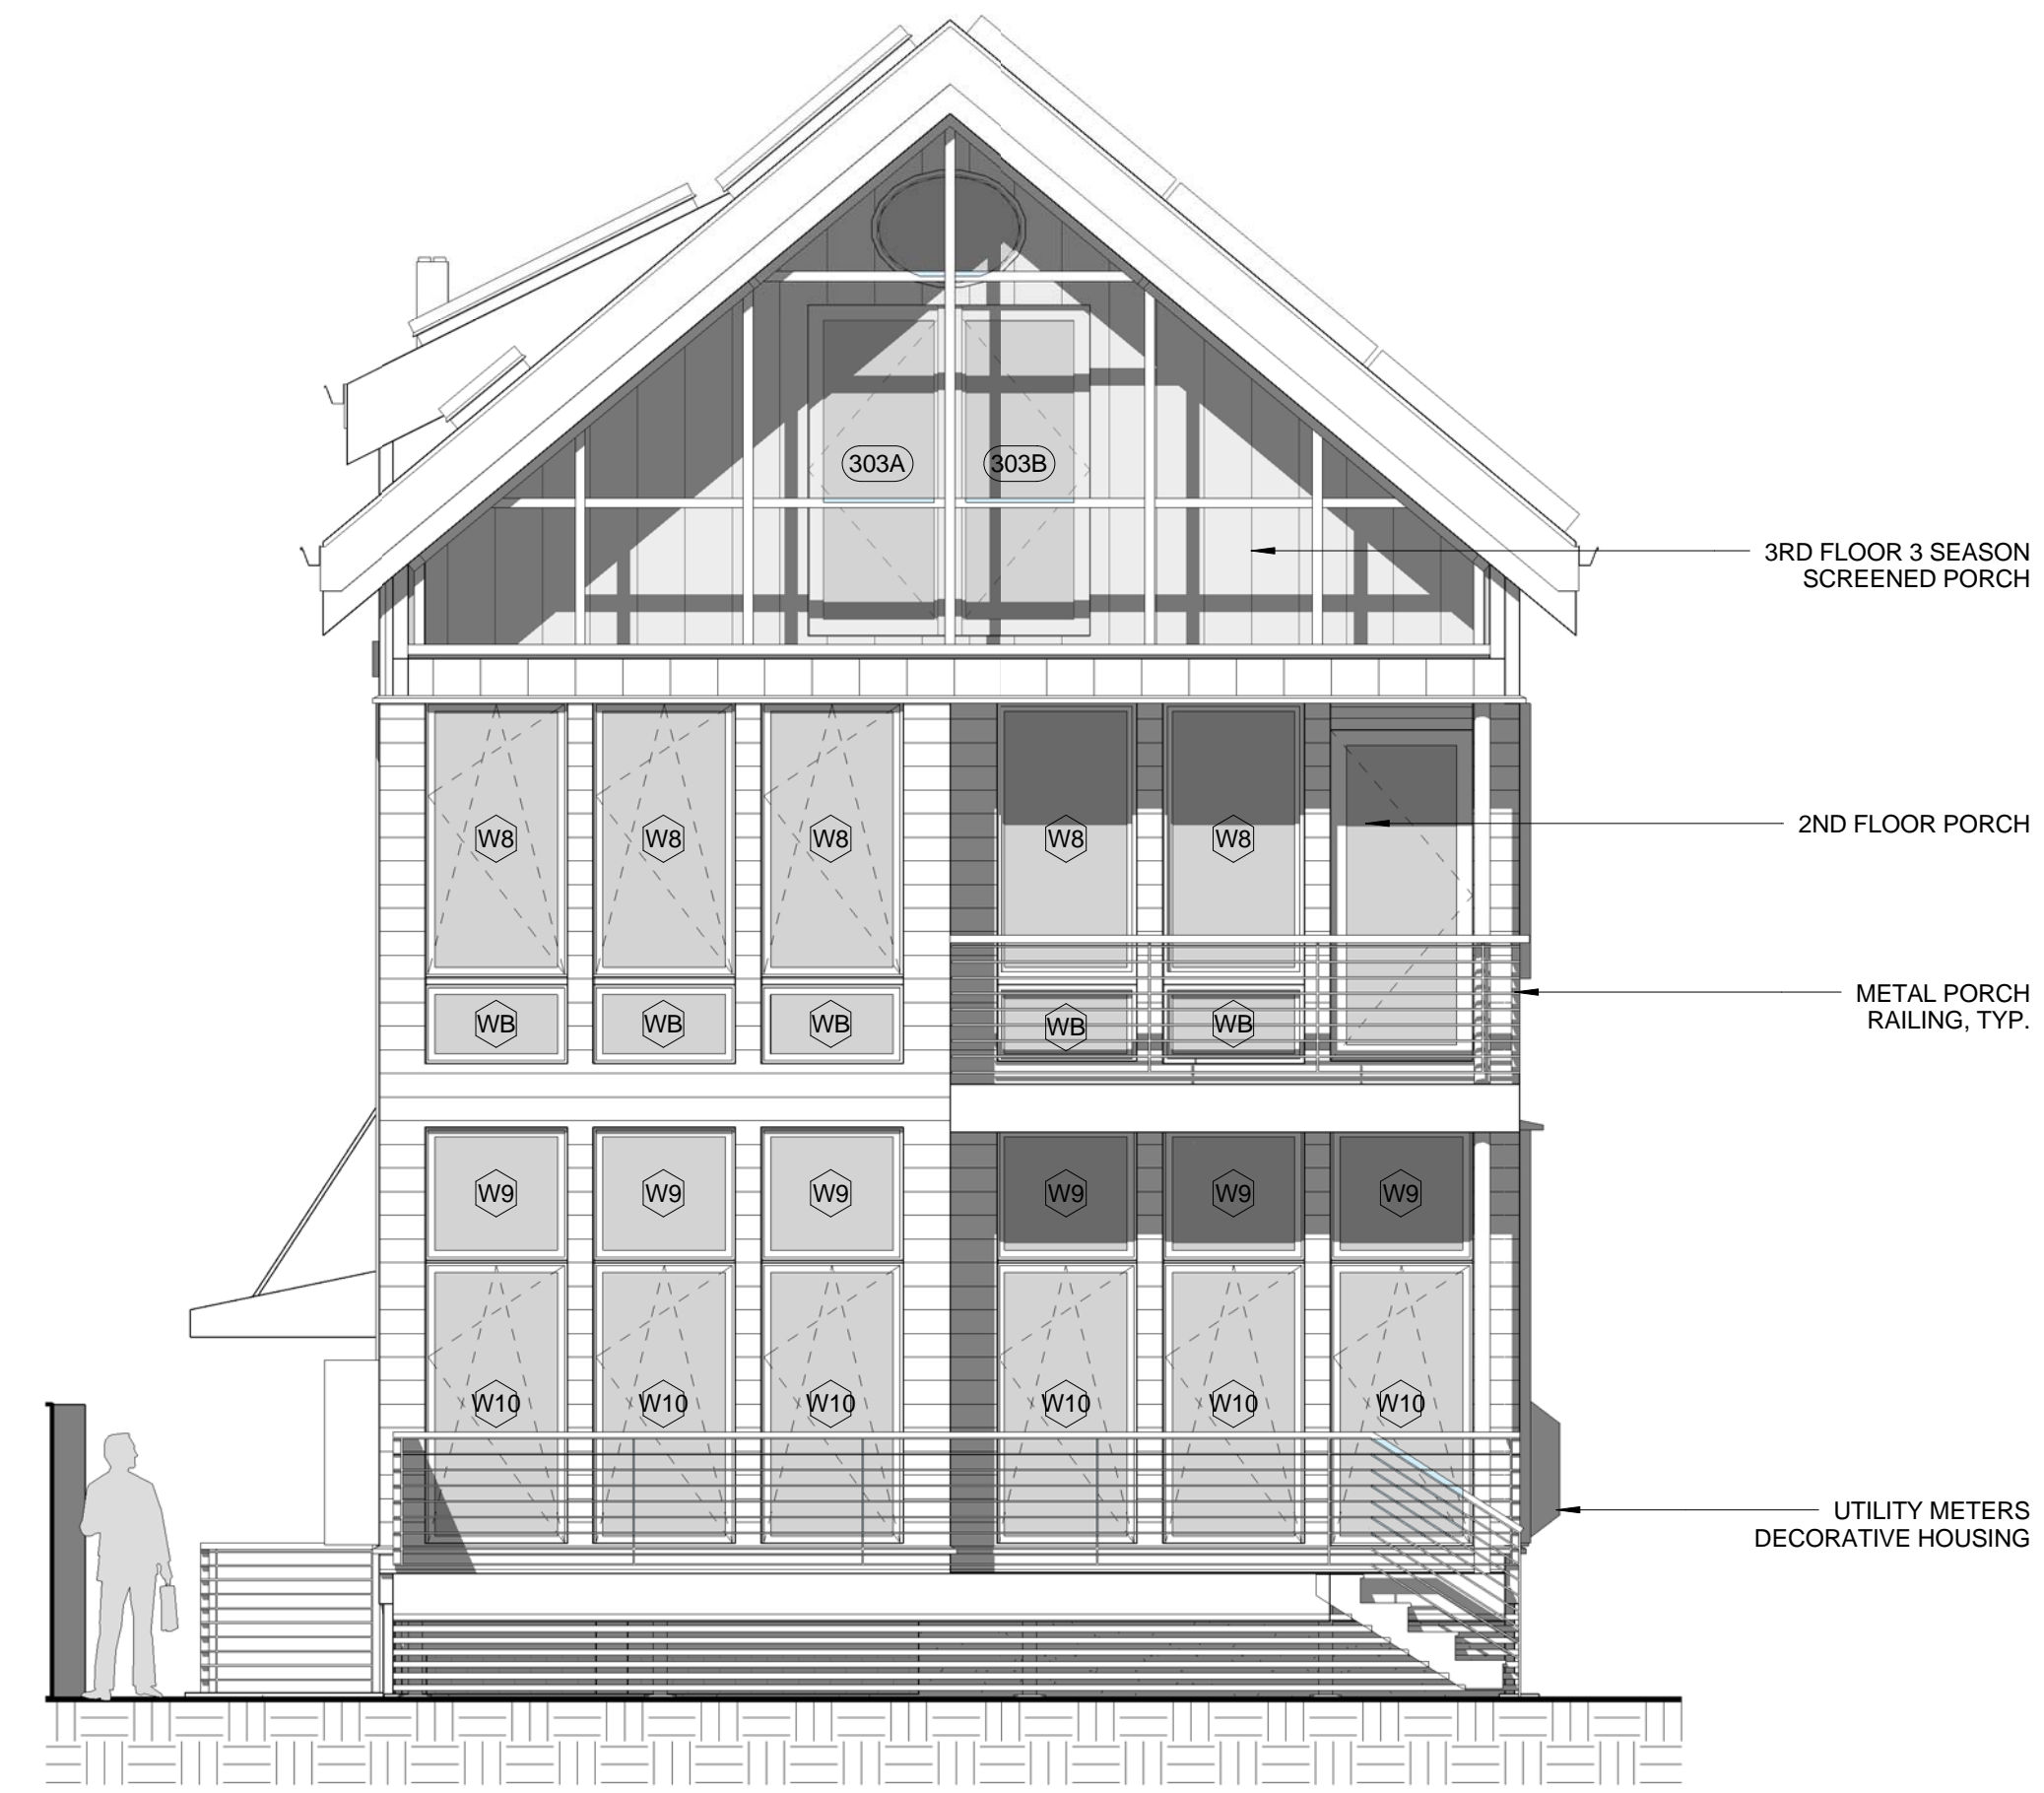 303A 303B
3RD FLOOR 3 SEASON
SCREENED PORCH
W8 W8 W8 W8 W8
2ND FLOOR PORCH
METAL PORCH
RAILING, TYP.
WB WB WB WB WB
W9 W9 W9 W9 W9 W9
W10 W10 W10 W10 W10 W10
UTILITY METERS
DECORATIVE HOUSING